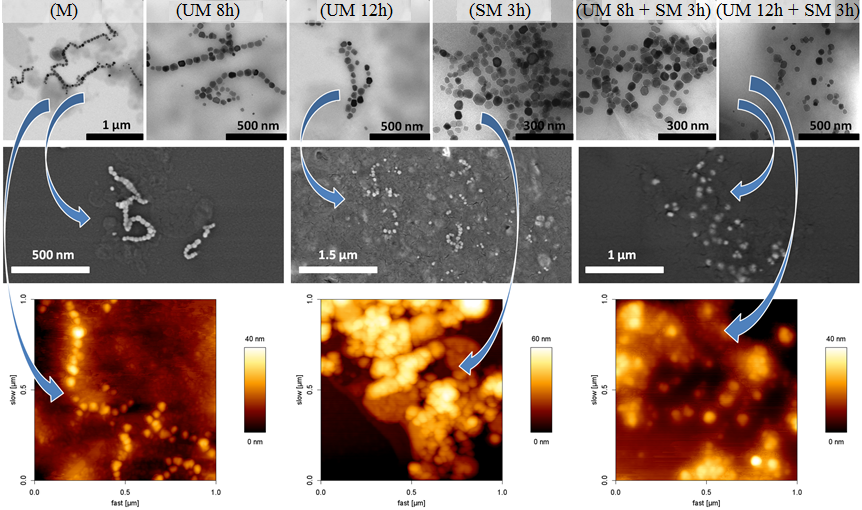 (M) (UM 8h) (UM 12h) (SM 3h) (UM 8h + SM 3h) (UM 12h + SM 3h)
1 µm 500 nm 500 nm 300 nm 300 nm 500 nm
500 nm 1.5 µm 1 µm
1.0 1.0 1.0
40 nm 60 nm 40 nm
slow [µm] 0.5 slow [µm] 0.5 slow [µm] 0.5
0 nm 0 nm 0 nm
0.0 0.0 0.0
0.0 0.5 1.0 0.0 0.5 1.0 0.0 0.5 1.0
fast [µm] fast [µm] fast [µm]